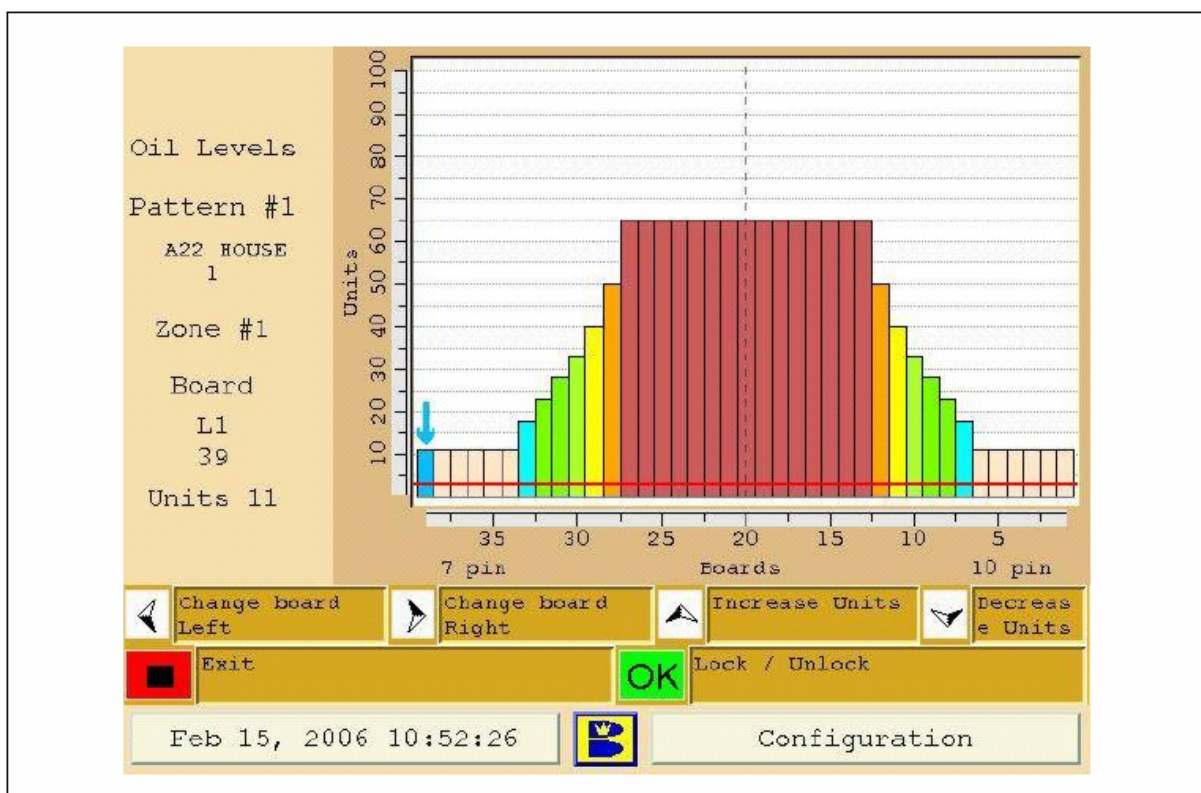 Oil Levels
Pattern #1
A22 HOUSE
1
Zone #1
Board
L1
39
Units 11
Units
100
90
80
70
60
50
40
30
20
10
35 30 25 20 15 10 5
7 pin Boards 10 pin
Change board
Left
Change board
Right
Increase Units
Decreas
e Units
Exit
OK
Lock / Unlock
Feb 15, 2006 10:52:26
B
Configuration